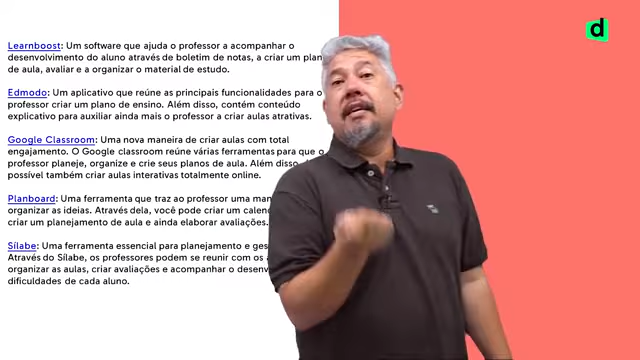 Learnboost: Um software que ajuda o professor a acompanhar o
desenvolvimento do aluno através de boletim de notas, a criar um plan
de aula, avaliar e a organizar o material de estudo.
Edmodo: Um aplicativo que reúne as principais funcionalidades para o
professor criar um plano de ensino. Além disso, contém conteúdo
explicativo para auxiliar ainda mais o professor a criar aulas atrativas.
Google Classroom: Uma nova maneira de criar aulas com total
engajamento. O Google classroom reúne várias ferramentas para que o
professor planeje, organize e crie seus planos de aula. Além disso,
possível também criar aulas interativas totalmente online.
Planboard: Uma ferramenta que traz ao professor uma
organizar as ideias. Através dela, você pode criar um
criar um planejamento de aula e ainda elaborar avaliações.
Sílabe: Uma ferramenta essencial para planejamento e
Através do Sílabe, os professores podem se reunir com os
organizar as aulas, criar avaliações e acompanhar o
dificuldades de cada aluno.
d